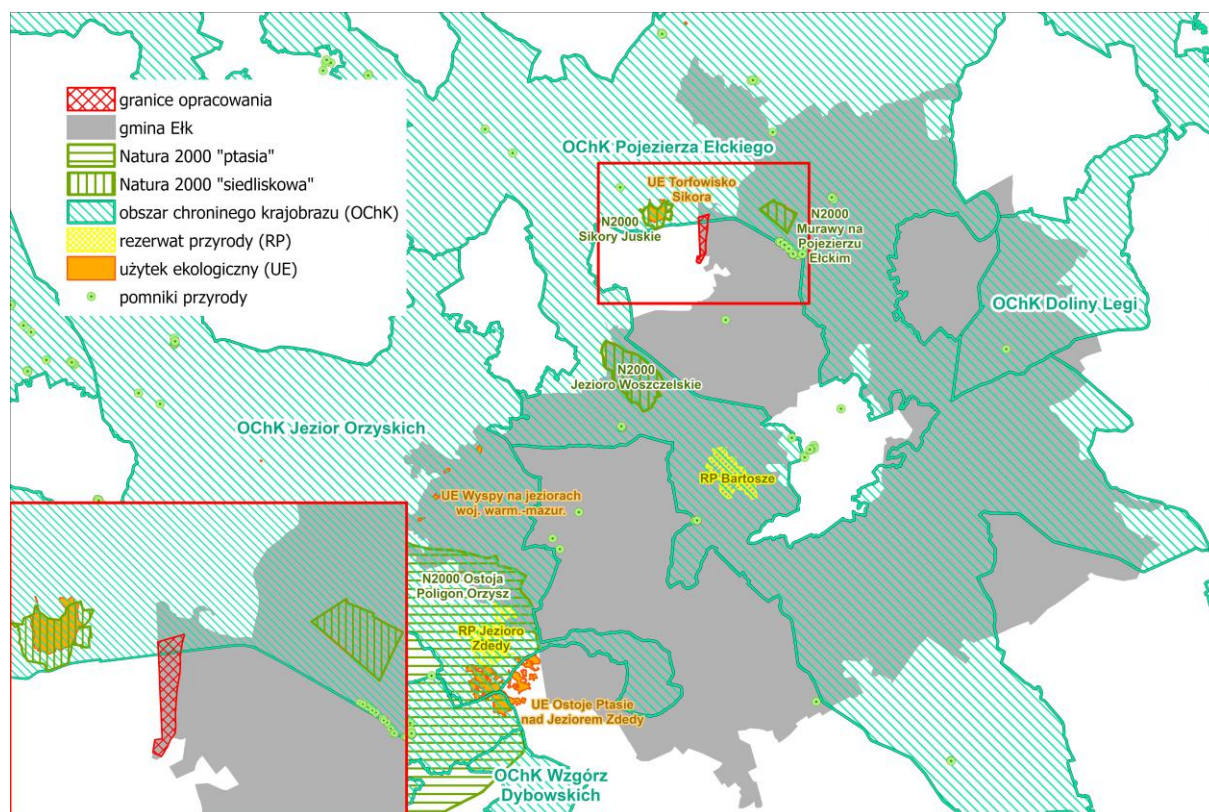 granice opracowania
gmina Ełk
Natura 2000 "ptasia"
Natura 2000 "siedliskowa"
obszar chroninego krajobrazu (OChK)
rezerwat przyrody (RP)
użytek ekologiczny (UE)
pomniki przyrody
OChK Pojezierza Ełckiego
UE Torfowisko
Sikora
N2000
Sikory Juskie
N2000
Murawy na
Pojezierzu
Ełckim
OChK Doliny Legi
N2000
Jezioro Woszczelskie
OChK Jezior Orzyskich
RP Bartosze
UE Wyspy na jeziorach
woj. warm.-mazur.
N2000 Ostoja
Poligon Orzysz
RP Jezioro
Zdedy
UE Ostoje Ptasie
nad Jeziorem Zdedy
OChK Wzgórz
Dybowskich